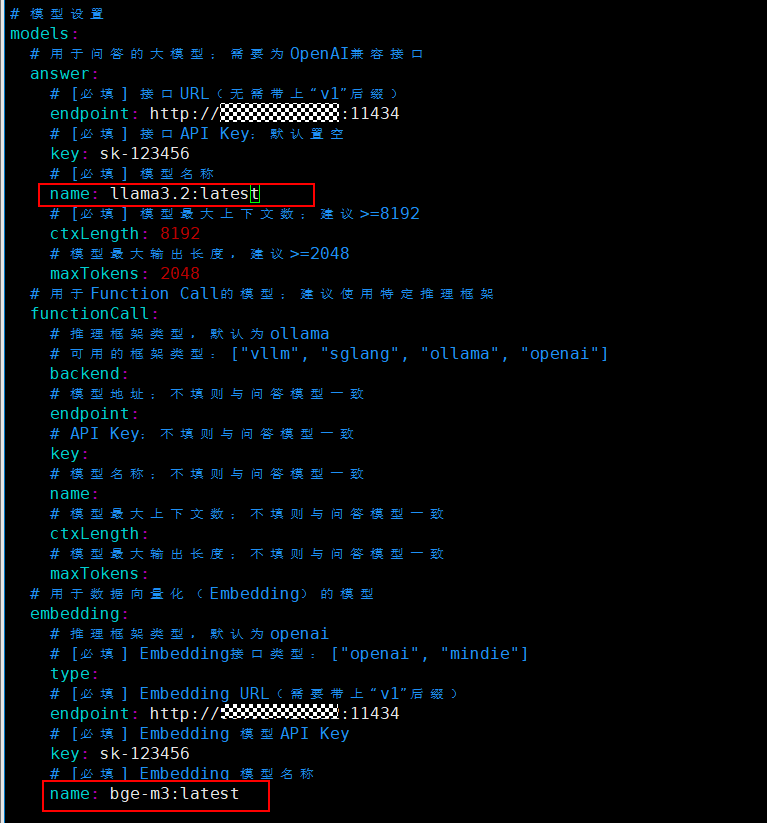 # 模型设置
models:
# 用于问答的大模型；需要为OpenAI兼容接口
answer:
# [必填] 接口URL（无需带上“v1”后缀）
endpoint: http:// :11434
# [必填] 接口API Key；默认置空
key: sk-123456
# [必填] 模型名称
name: llama3.2:latest
# [必填] 模型最大上下文数；建议>=8192
ctxLength: 8192
# 模型最大输出长度，建议>=2048
maxTokens: 2048
# 用于Function Call的模型；建议使用特定推理框架
functionCall:
# 推理框架类型，默认为ollama
# 可用的框架类型：["vllm", "sglang", "ollama", "openai"]
backend:
# 模型地址；不填则与问答模型一致
endpoint:
# API Key；不填则与问答模型一致
key:
# 模型名称；不填则与问答模型一致
name:
# 模型最大上下文数；不填则与问答模型一致
ctxLength:
# 模型最大输出长度；不填则与问答模型一致
maxTokens:
# 用于数据向量化（Embedding）的模型
embedding:
# 推理框架类型，默认为openai
# [必填] Embedding接口类型：["openai", "mindie"]
type:
# [必填] Embedding URL（需要带上“v1”后缀）
endpoint: http:// :11434
# [必填] Embedding 模型API Key
key: sk-123456
# [必填] Embedding 模型名称
name: bge-m3:latest